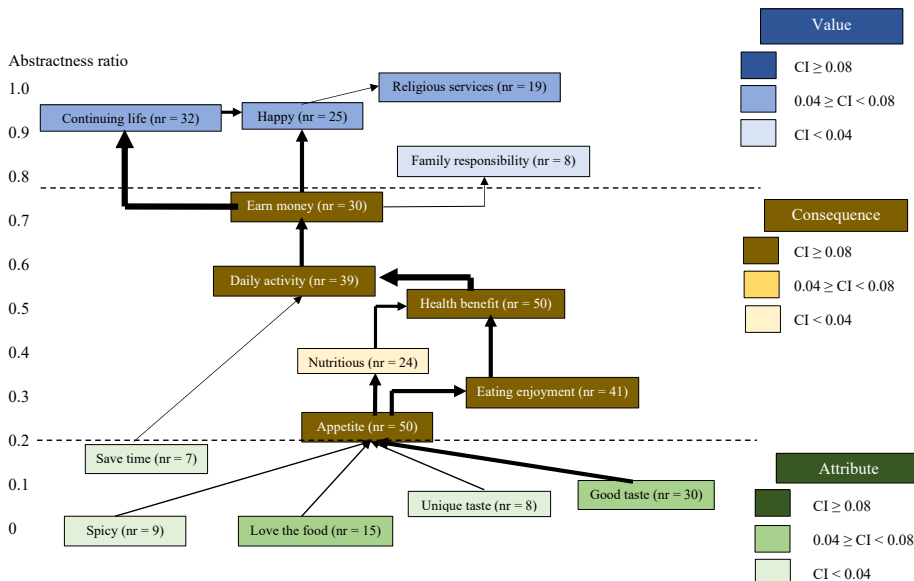 Value
Abstractness ratio
CI ≥ 0.08
1.0
Religious services (nr = 19)
0.04 ≥ CI < 0.08
Continuing life (nr = 32)
Happy (nr = 25)
0.9
CI < 0.04
Family responsibility (nr = 8)
0.8
Earn money (nr = 30)
0.7
Consequence
CI ≥ 0.08
0.6
Daily activity (nr = 39)
0.04 ≥ CI < 0.08
0.5
Health benefit (nr = 50)
CI < 0.04
0.4
Nutritious (nr = 24)
0.3
Eating enjoyment (nr = 41)
Appetite (nr = 50)
0.2
Save time (nr = 7)
Attribute
0.1
Good taste (nr = 30)
Unique taste (nr = 8)
CI ≥ 0.08
0
Spicy (nr = 9)
Love the food (nr = 15)
0.04 ≥ CI < 0.08
CI < 0.04